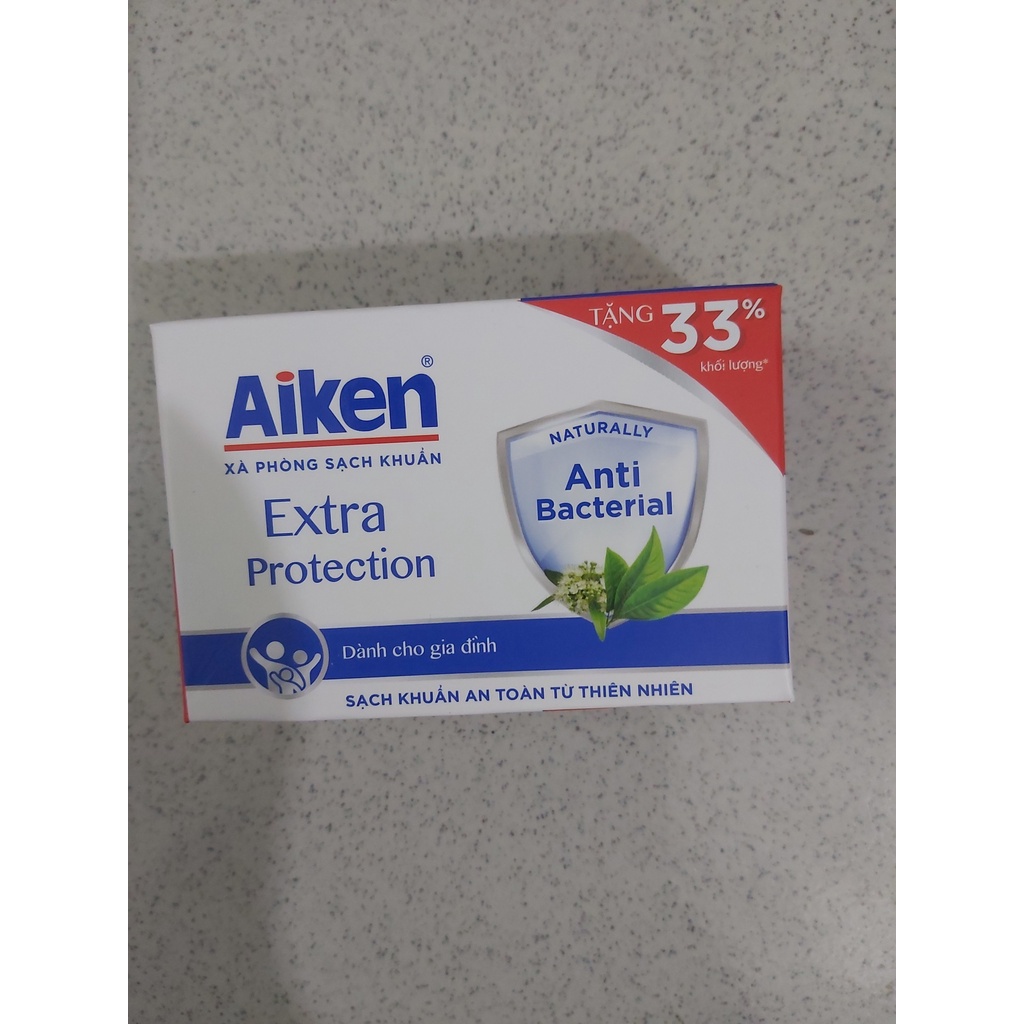 TẶNG 33%
khối lượng*
Aiken®
XÀ PHÒNG SẠCH KHUẨN
Extra
Protection
NATURALLY
Anti
Bacterial
Dành cho gia đình
SẠCH KHUẨN AN TOÀN TỪ THIÊN NHIÊN